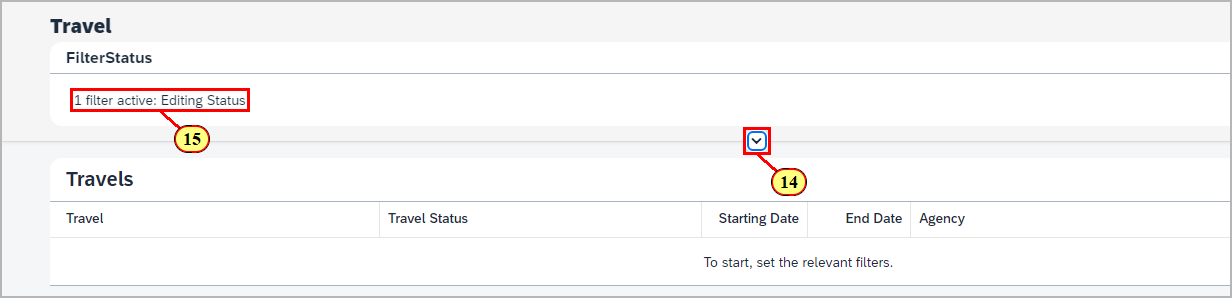 Travel
FilterStatus
1 filter active: Editing Status
15
14
Travels
Travel Travel Status Starting Date End Date Agency
To start, set the relevant filters.